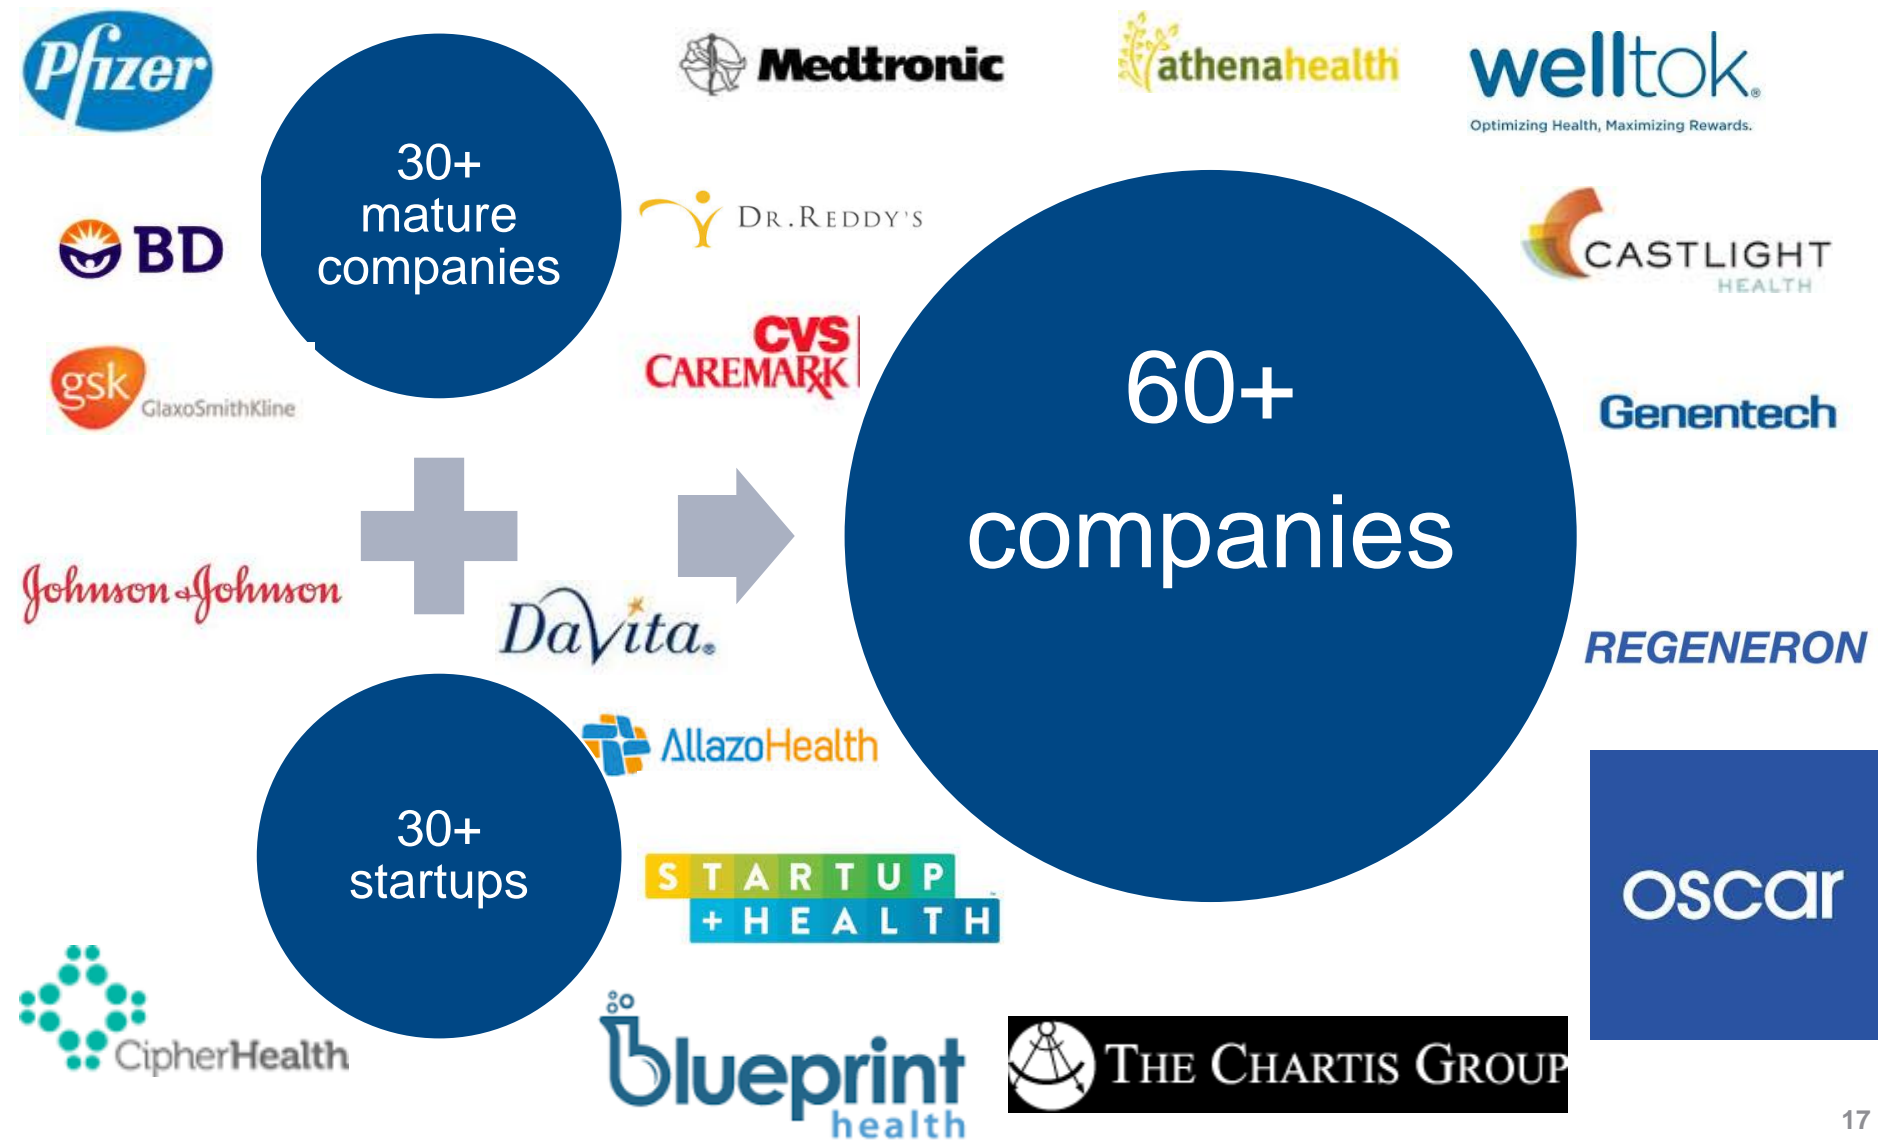 Pfizer
Medtronic
athenahealth
welltok.®
Optimizing Health, Maximizing Rewards.
30+
mature
companies
BD
DR.REDDY'S
CASTLIGHT
HEALTH
gsk
GlaxoSmithKline
CVS
CAREMARK
60+
companies
Genentech
Johnson & Johnson
DaVita®
REGENERON
AllazoHealth
30+
startups
STARTUP
+HEALTH™
oscar
CipherHealth
blueprint
health
THE CHARTIS GROUP
17